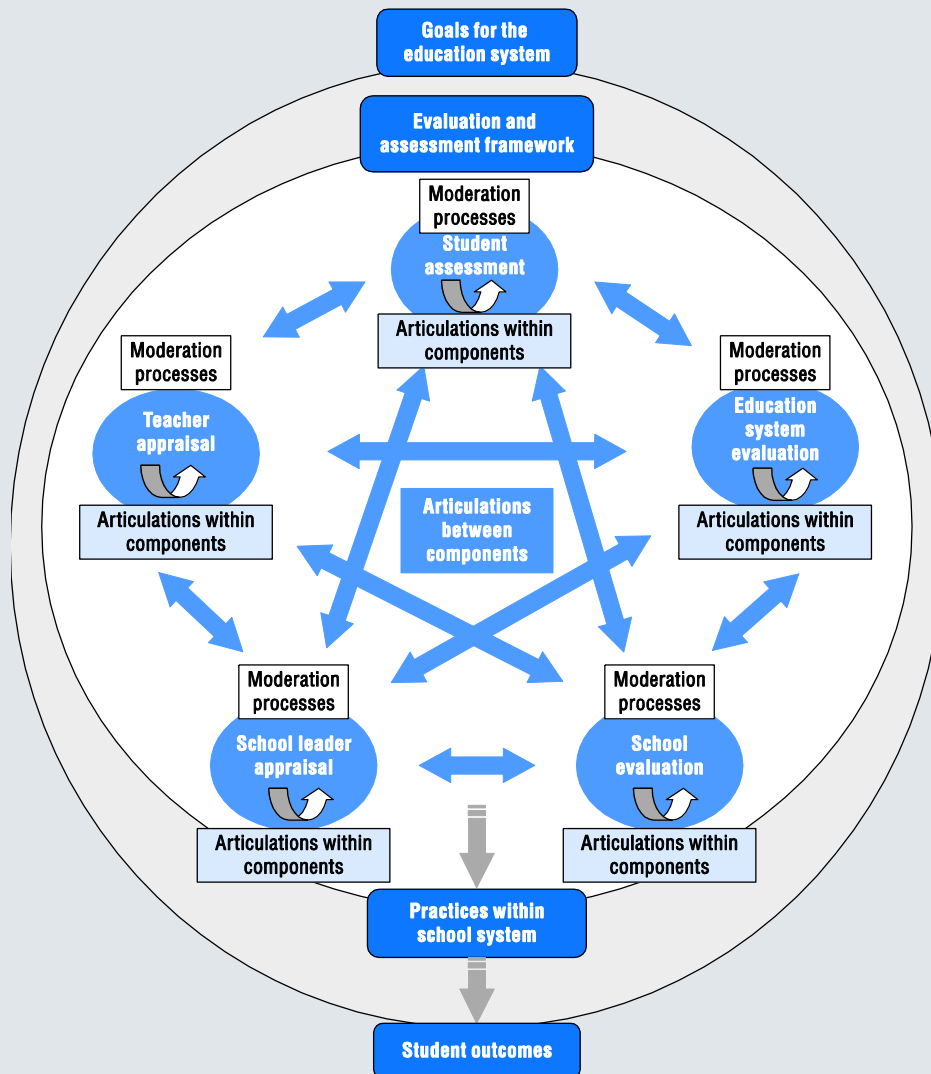 Goals for the
education system
Evaluation and
assessment framework
Moderation
processes
Student
assessment
Articulations within
components
Moderation
processes
Teacher
appraisal
Articulations within
components
Moderation
processes
Education
system
evaluation
Articulations within
components
Articulations
between
components
Moderation
processes
School leader
appraisal
Articulations within
components
Moderation
processes
School
evaluation
Articulations within
components
Practices within
school system
Student outcomes